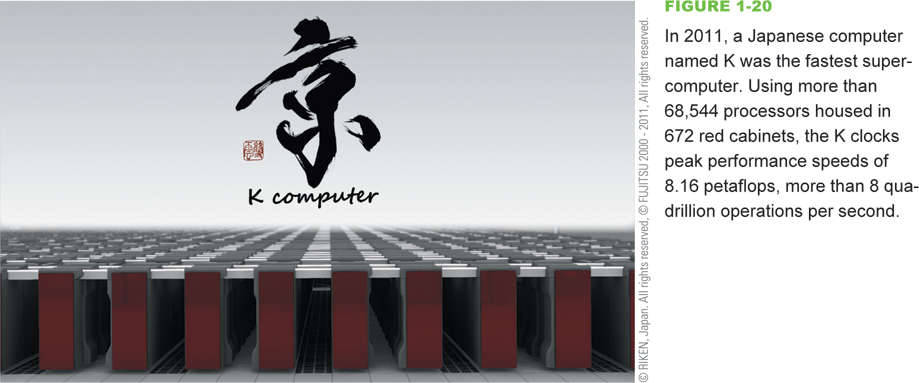 京
K computer
© RIKEN, Japan. All rights reserved, © FUJITSU 2000 - 2011, All rights reserved.
FIGURE 1-20
In 2011, a Japanese computer
named K was the fastest super-
computer. Using more than
68,544 processors housed in
672 red cabinets, the K clocks
peak performance speeds of
8.16 petaflops, more than 8 qua-
drillion operations per second.